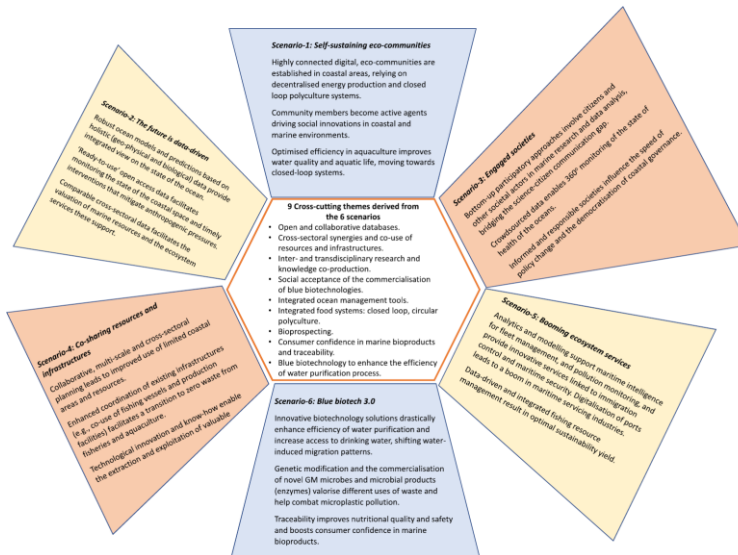 Scenario-1: Self-sustaining eco-communities
Highly connected digital, eco-communities are
established in coastal areas, relying on
decentralised energy production and closed
loop polyculture systems.
Community members become active agents
driving social innovations in coastal and
marine environments.
Optimised efficiency in aquaculture improves
water quality and aquatic life, moving towards
closed-loop systems.
Scenario-2: The future is data-driven
Robust ocean models and predictions based on
holistic (geo-physical and biological) data provide
integrated view on the state of the ocean.
'Ready-to-use' open access data facilitates
monitoring the state of the coastal space and timely
interventions that mitigate anthropogenic pressures.
Comparable cross-sectoral data facilitates the
valuation of marine resources and the ecosystem
services these support.
Scenario-3: Engaged societies
Bottom-up participatory approaches involve citizens and
other societal actors in marine research and data analysis,
bridging the science-citizen communication gap.
Crowdsourced data enables 360º monitoring of the state of
health of the oceans.
Informed and responsible societies influence the speed of
policy change and the democratisation of coastal governance.
9 Cross-cutting themes derived from
the 6 scenarios
• Open and collaborative databases.
• Cross-sectoral synergies and co-use of
resources and infrastructures.
• Inter- and transdisciplinary research and
knowledge co-production.
• Social acceptance of the commercialisation
of blue biotechnologies.
• Integrated ocean management tools.
• Integrated food systems: closed loop, circular
polyculture.
• Bioprospecting.
• Consumer confidence in marine bioproducts
and traceability.
• Blue biotechnology to enhance the efficiency
of water purification process.
Scenario-4: Co-sharing resources and
infrastructures
Collaborative, multi-scale and cross-sectoral
planning leads to improved use of limited coastal
areas and resources.
Enhanced coordination of existing infrastructures
(e.g., co-use of fishing vessels and production
facilities) facilitates a transition to zero waste from
fisheries and aquaculture.
Technological innovation and know-how enable
the extraction and exploitation of valuable
Scenario-5: Booming ecosystem services
Analytics and modelling support maritime intelligence
for fleet management, and pollution monitoring, and
provide innovative services linked to immigration
control and maritime security. Digitalisation of ports
leads to a boom in maritime servicing industries.
Data-driven and integrated fishing resource
management result in optimal sustainability yield.
Scenario-6: Blue biotech 3.0
Innovative biotechnology solutions drastically
enhance efficiency of water purification and
increase access to drinking water, shifting water-
induced migration patterns.
Genetic modification and the commercialisation
of novel GM microbes and microbial products
(enzymes) valorise different uses of waste and
help combat microplastic pollution.
Traceability improves nutritional quality and safety
and boosts consumer confidence in marine
bioproducts.